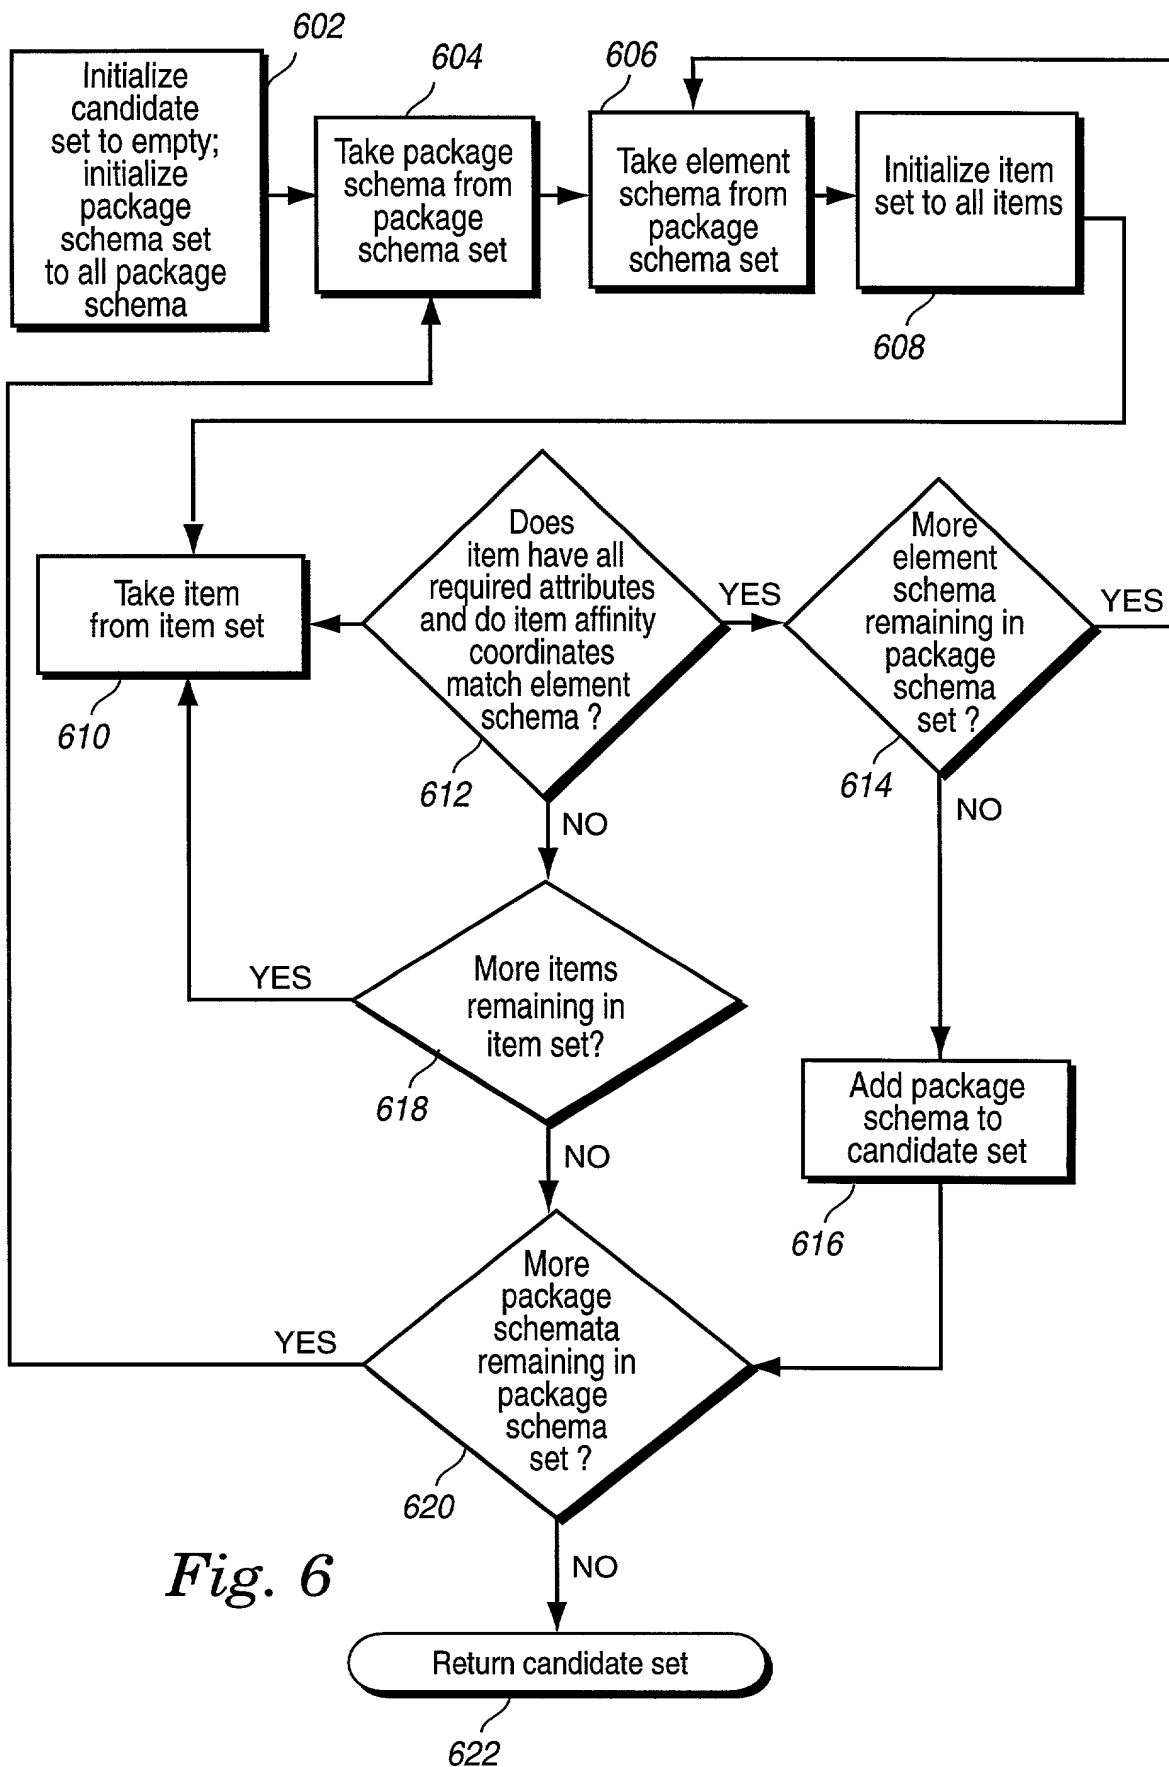 602
Initialize
candidate
set to empty;
initialize
package
schema set
to all package
schema
604
Take package
schema from
package
schema set
606
Take element
schema from
package
schema set
Initialize item
set to all items
608
Take item
from item set
610
Does
item have all
required attributes
and do item affinity
coordinates
match element
schema ?
612
YES
NO
More
element
schema
remaining in
package
schema
set ?
614
YES
NO
More items
remaining in
item set?
618
YES
NO
Add package
schema to
candidate set
616
More
package
schemata
remaining in
package
schema
set ?
620
YES
NO
Return candidate set
622
Fig. 6